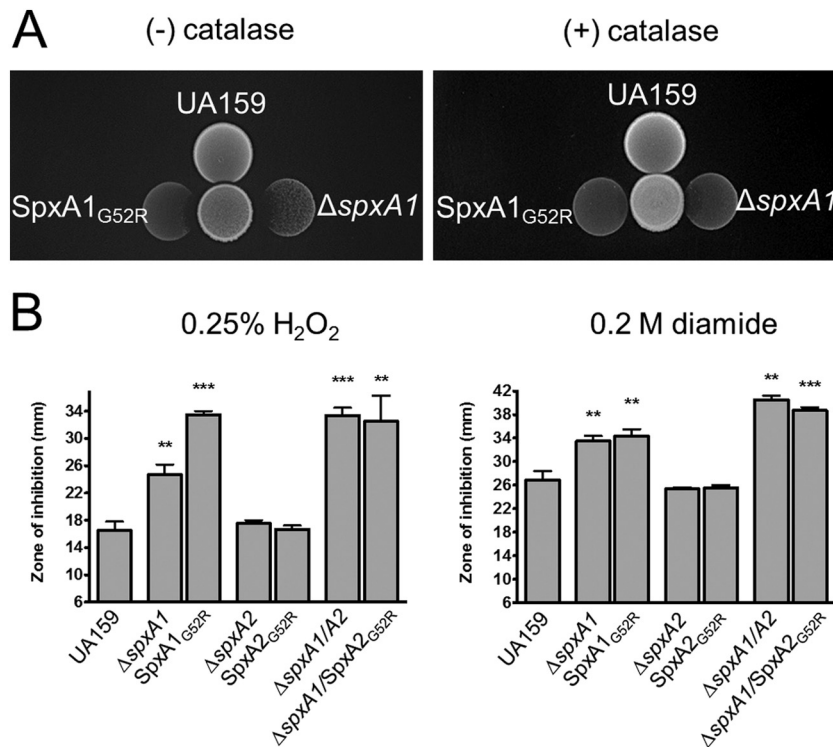 A
(-) catalase
(+) catalase
UA159
SpxA1G52R
ΔspxA1
UA159
SpxA1G52R
ΔspxA1
B
0.25% H2O2
Zone of inhibition (mm)
34
28
22
18
14
10
6
** *** *** **
UA159
ΔspxA1
SpxA1G52R
ΔspxA2
SpxA2G52R
ΔspxA1/A2
ΔspxA1/SpxA2G52R
0.2 M diamide
Zone of inhibition (mm)
42
38
34
30
26
22
18
14
10
6
** ** ** ***
UA159
ΔspxA1
SpxA1G52R
ΔspxA2
SpxA2G52R
ΔspxA1/A2
ΔspxA1/SpxA2G52R